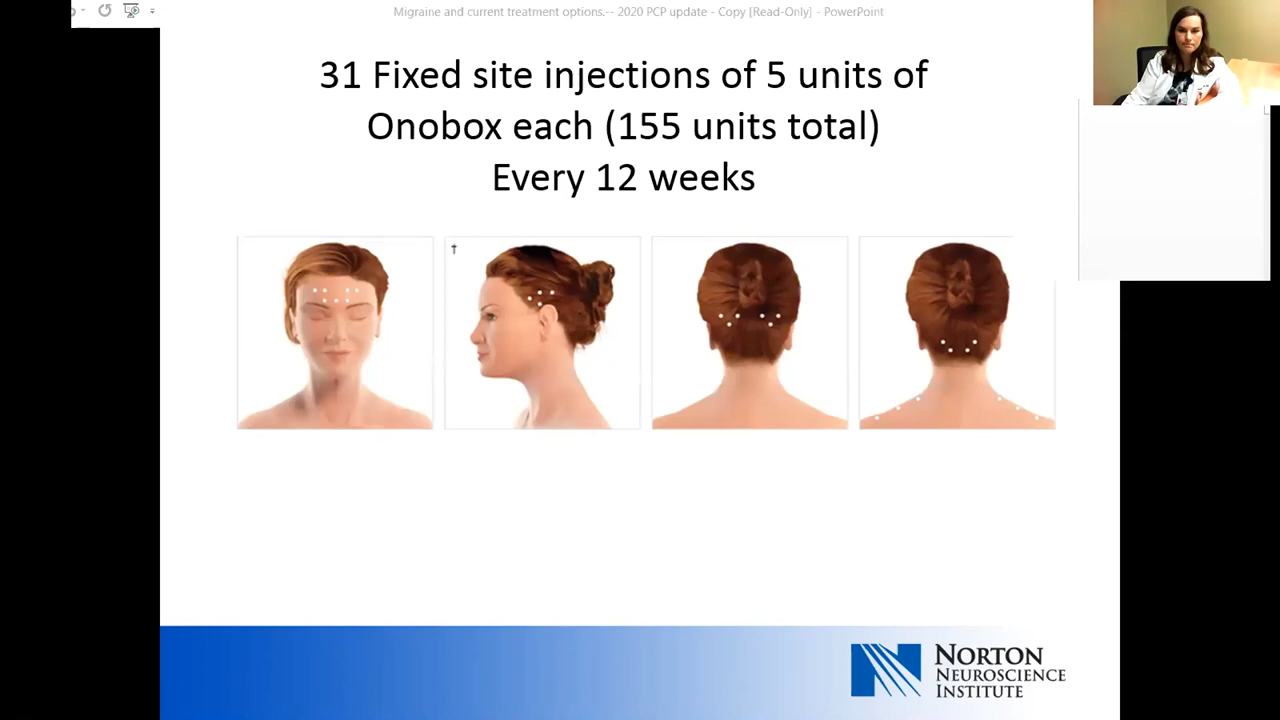 Migraine and current treatment options.-- 2020 PCP update - Copy [Read-Only] - PowerPoint
31 Fixed site injections of 5 units of
Onobox each (155 units total)
Every 12 weeks
†
NORTON
NEUROSCIENCE
INSTITUTE